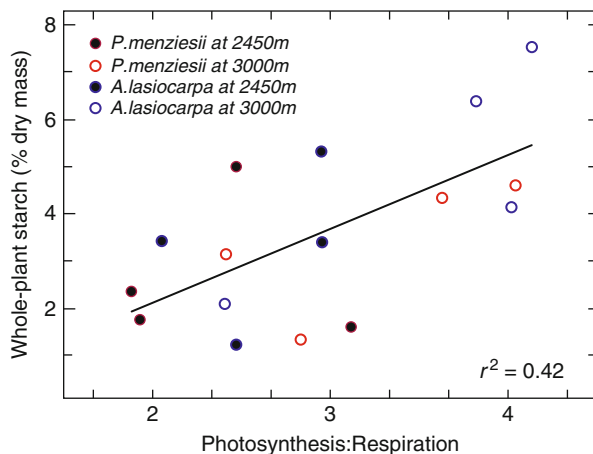 8
6
4
2
Whole-plant starch (% dry mass)
P.menziesii at 2450m
P.menziesii at 3000m
A.lasiocarpa at 2450m
A.lasiocarpa at 3000m
r² = 0.42
2 3 4
Photosynthesis:Respiration